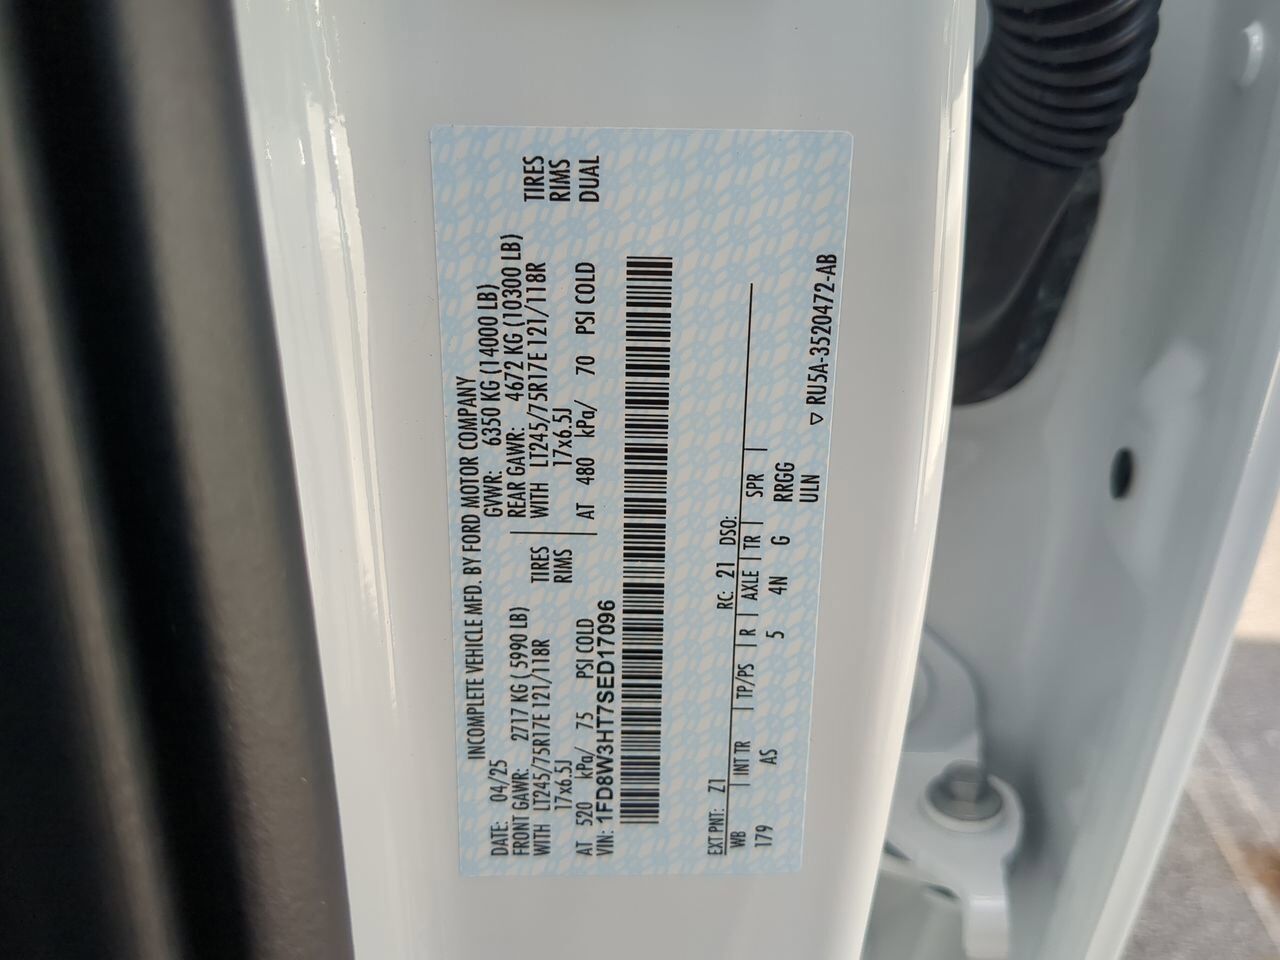 INCOMPLETE VEHICLE MFD. BY FORD MOTOR COMPANY
DATE: 04/25 GVWR: 6350 KG (14000 LB)
FRONT GAWR: 2717 KG ( 5990 LB) REAR GAWR: 4672 KG (10300 LB)
WITH LT245/75R17E 121/118R TIRES WITH LT245/75R17E 121/118R TIRES
17x6.5J RIMS 17x6.5J RIMS
AT 520 kPa/ 75 PSI COLD AT 480 kPa/ 70 PSI COLD DUAL
VIN: 1FD8W3HT7SED17096
EXT PNT: Z1 RC: 21 DSO:
WB INT TR TP/PS R AXLE TR SPR
179 AS 5 4N G RRGG
ULN
▽ RU5A-3520472-AB